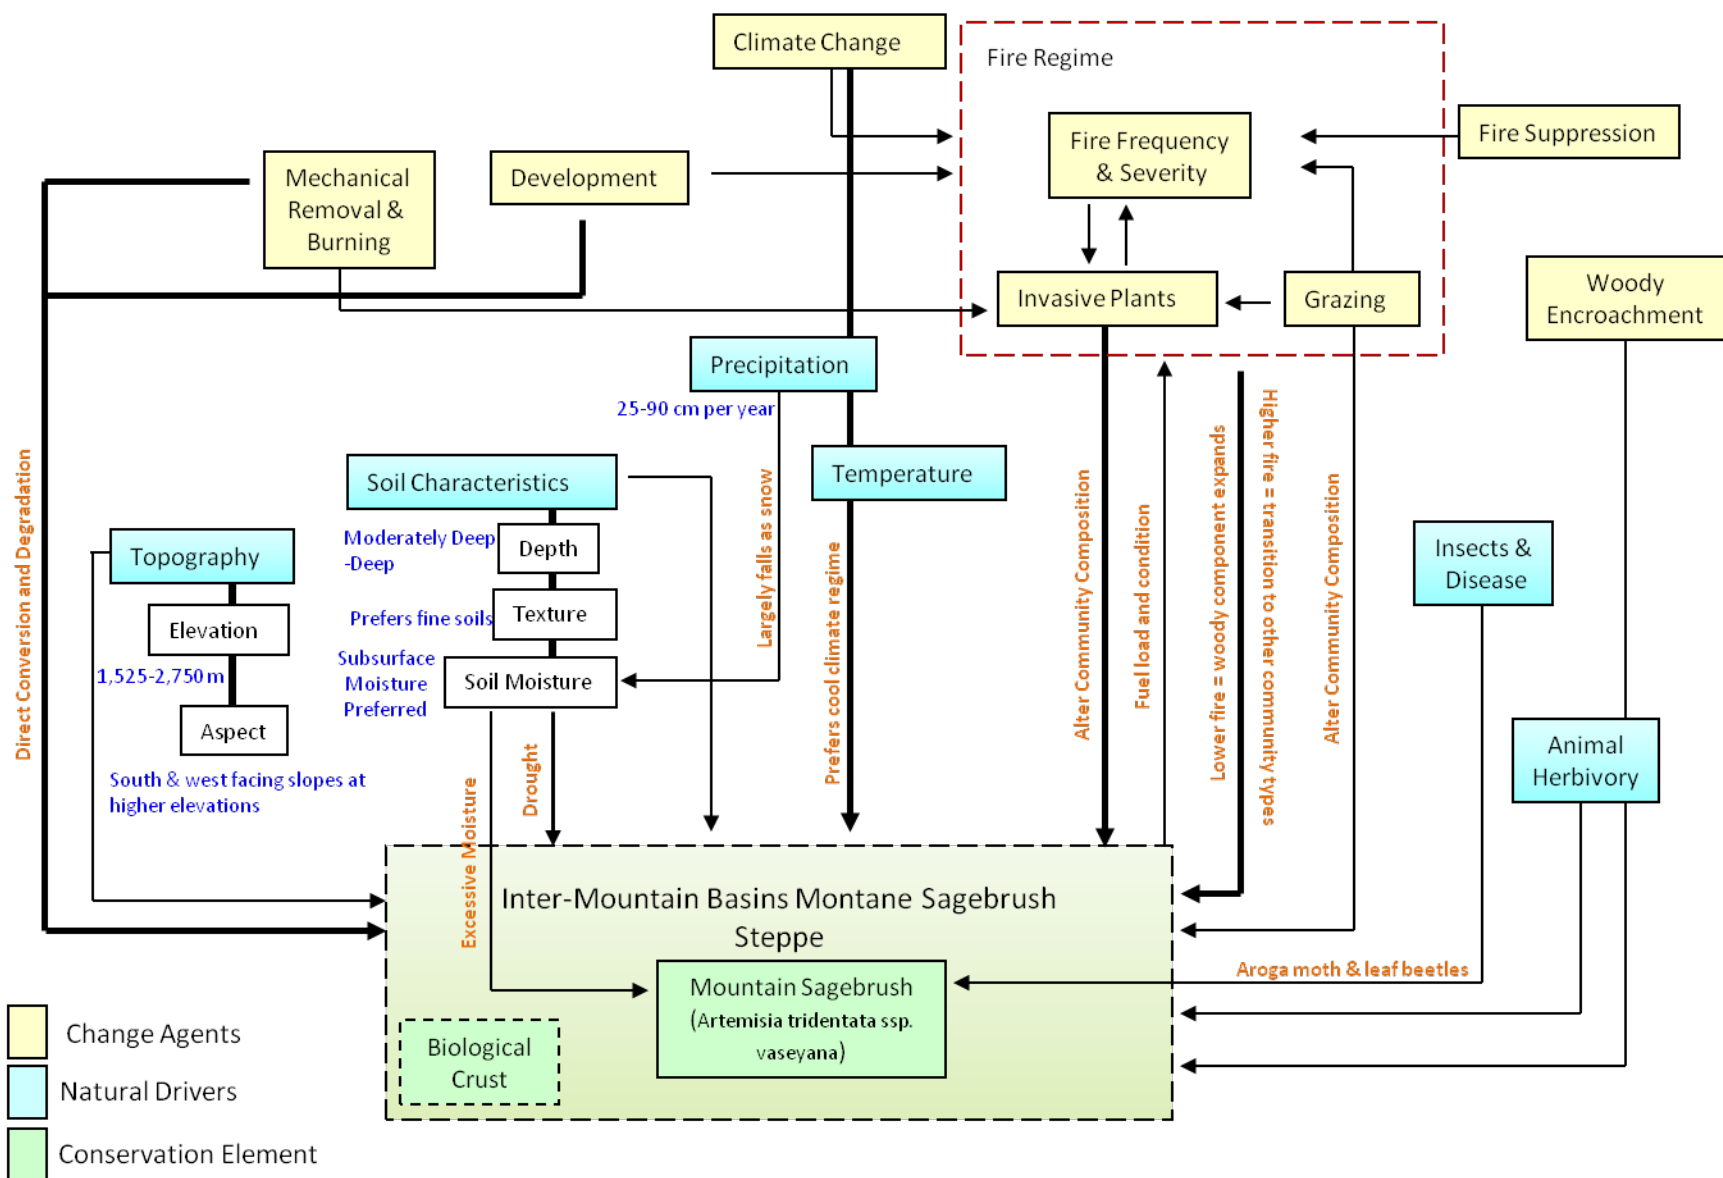 Climate Change
Fire Regime
Fire Frequency
& Severity
Fire Suppression
Mechanical
Removal &
Burning
Development
Invasive Plants
Grazing
Woody
Encroachment
Precipitation
25-90 cm per year
Temperature
Soil Characteristics
Moderately Deep
-Deep
Depth
Prefers fine soils
Texture
Subsurface
Moisture
Preferred
Soil Moisture
Topography
Elevation
1,525-2,750 m
Aspect
South & west facing slopes at
higher elevations
Direct Conversion and Degradation
Excessive Moisture
Drought
Largely falls as snow
Prefers cool climate regime
Alter Community Composition
Fuel load and condition
Lower fire = woody component expands
Higher fire = transition to other community types
Alter Community Composition
Insects &
Disease
Animal
Herbivory
Inter-Mountain Basins Montane Sagebrush
Steppe
Aroga moth & leaf beetles
Mountain Sagebrush
(Artemisia tridentata ssp.
vaseyana)
Biological
Crust
Change Agents
Natural Drivers
Conservation Element